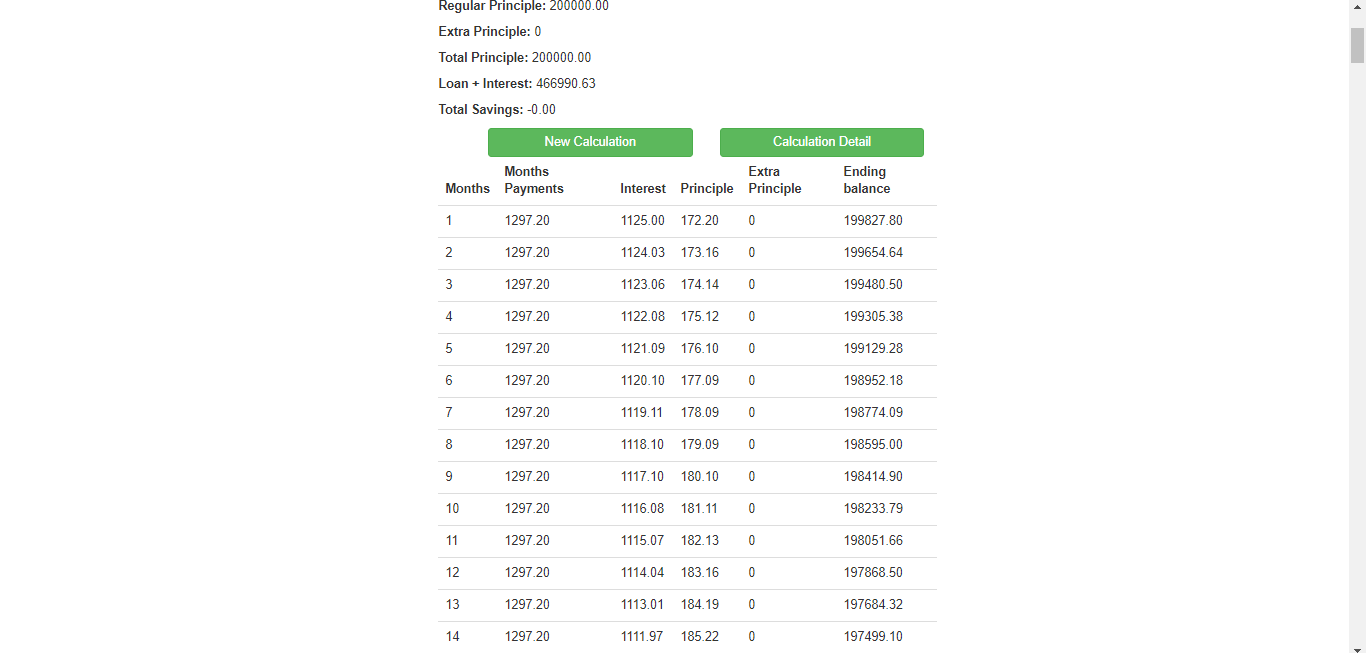 Regular Principle: 200000.00
Extra Principle: 0
Total Principle: 200000.00
Loan + Interest: 466990.63
Total Savings: -0.00
New Calculation Calculation Detail
Months Months Payments Interest Principle Extra Principle Ending balance
1 1297.20 1125.00 172.20 0 199827.80
2 1297.20 1124.03 173.16 0 199654.64
3 1297.20 1123.06 174.14 0 199480.50
4 1297.20 1122.08 175.12 0 199305.38
5 1297.20 1121.09 176.10 0 199129.28
6 1297.20 1120.10 177.09 0 198952.18
7 1297.20 1119.11 178.09 0 198774.09
8 1297.20 1118.10 179.09 0 198595.00
9 1297.20 1117.10 180.10 0 198414.90
10 1297.20 1116.08 181.11 0 198233.79
11 1297.20 1115.07 182.13 0 198051.66
12 1297.20 1114.04 183.16 0 197868.50
13 1297.20 1113.01 184.19 0 197684.32
14 1297.20 1111.97 185.22 0 197499.10